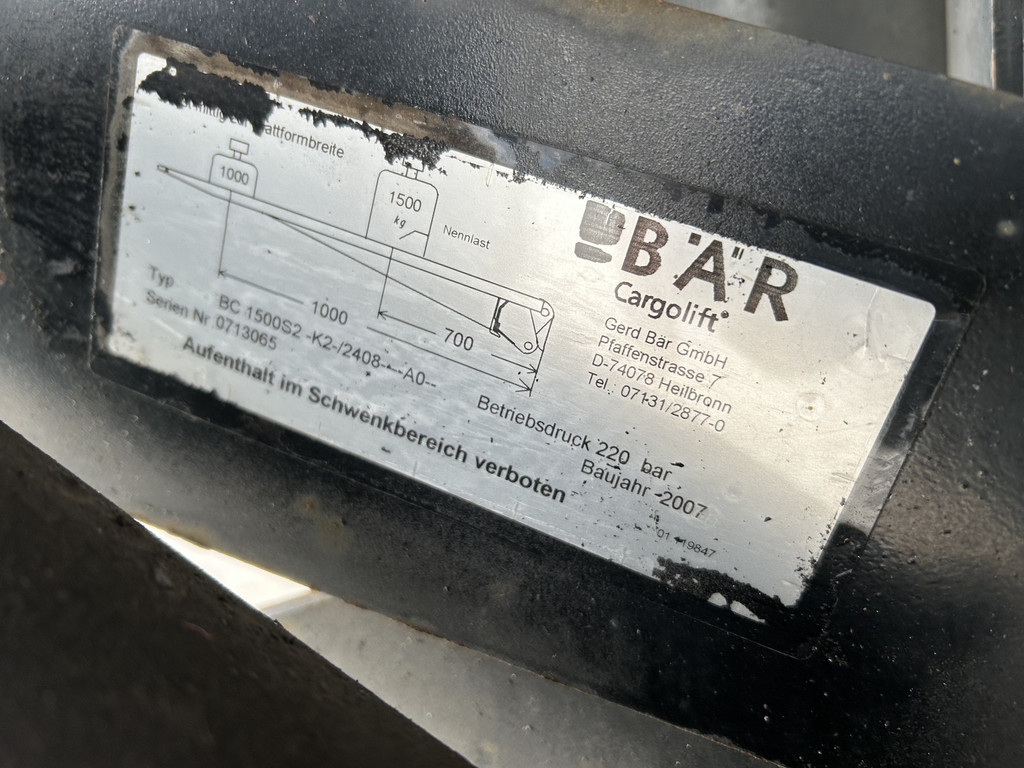 attformbreite
1000
1500
kg
Nennlast
1000
700
Typ BC 1500S2 -K2-/2408---A0--
Serien Nr 0713065
Aufenthalt im Schwenkbereich verboten
BÄR
Cargolift
Gerd Bär GmbH
Pfaffenstrasse 7
D-74078 Heilbronn
Tel.: 07131/2877-0
Betriebsdruck 220 bar
Baujahr 2007